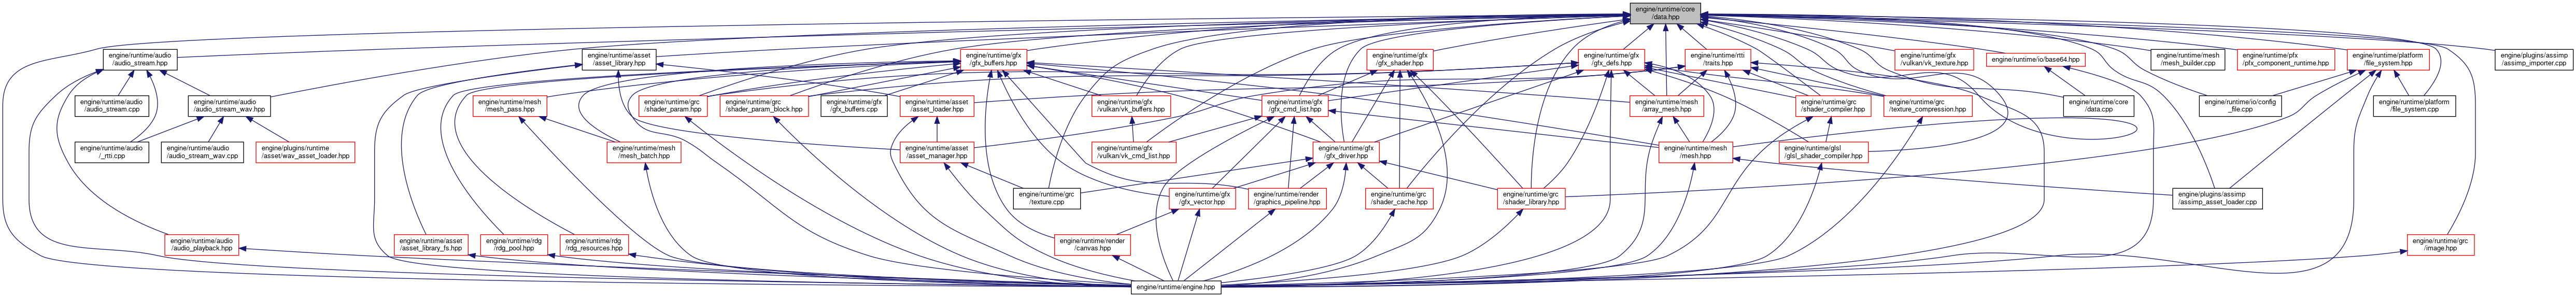 engine/runtime/core
/data.hpp
engine/runtime/audio
/audio_stream.hpp
engine/runtime/asset
/asset_library.hpp
engine/runtime/gfx
/gfx_buffers.hpp
engine/runtime/gfx
/gfx_shader.hpp
engine/runtime/gfx
/gfx_defs.hpp
engine/runtime/rtti
/traits.hpp
engine/runtime/gfx
/vulkan/vk_texture.hpp
engine/runtime/io/base64.hpp
engine/runtime/mesh
/mesh_builder.cpp
engine/runtime/pfx
/pfx_component_runtime.hpp
engine/runtime/platform
/file_system.hpp
engine/plugins/assimp
/assimp_importer.cpp
engine/runtime/audio
/audio_stream.cpp
engine/runtime/audio
/audio_stream_wav.hpp
engine/runtime/mesh
/mesh_pass.hpp
engine/runtime/grc
/shader_param.hpp
engine/runtime/grc
/shader_param_block.hpp
engine/runtime/gfx
/gfx_buffers.cpp
engine/runtime/asset
/asset_loader.hpp
engine/runtime/gfx
/vulkan/vk_buffers.hpp
engine/runtime/gfx
/gfx_cmd_list.hpp
engine/runtime/mesh
/array_mesh.hpp
engine/runtime/grc
/shader_compiler.hpp
engine/runtime/grc
/texture_compression.hpp
engine/runtime/core
/data.cpp
engine/runtime/io/config
_file.cpp
engine/runtime/platform
/file_system.cpp
engine/runtime/audio
/_rtti.cpp
engine/runtime/audio
/audio_stream_wav.cpp
engine/plugins/runtime
/asset/wav_asset_loader.hpp
engine/runtime/mesh
/mesh_batch.hpp
engine/runtime/asset
/asset_manager.hpp
engine/runtime/gfx
/vulkan/vk_cmd_list.hpp
engine/runtime/gfx
/gfx_driver.hpp
engine/runtime/mesh
/mesh.hpp
engine/runtime/glsl
/glsl_shader_compiler.hpp
engine/runtime/grc
/texture.cpp
engine/runtime/gfx
/gfx_vector.hpp
engine/runtime/render
/graphics_pipeline.hpp
engine/runtime/grc
/shader_cache.hpp
engine/runtime/grc
/shader_library.hpp
engine/plugins/assimp
/assimp_asset_loader.cpp
engine/runtime/audio
/audio_playback.hpp
engine/runtime/asset
/asset_library_fs.hpp
engine/runtime/rdg
/rdg_pool.hpp
engine/runtime/rdg
/rdg_resources.hpp
engine/runtime/render
/canvas.hpp
engine/runtime/grc
/image.hpp
engine/runtime/engine.hpp